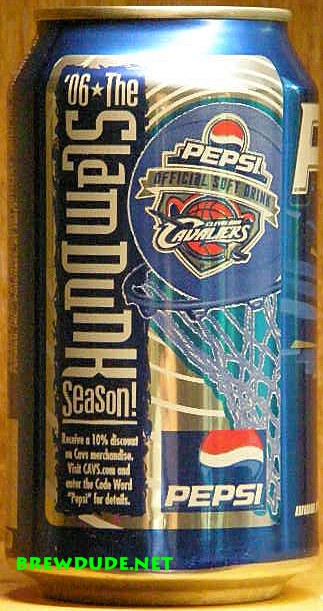 '06 ★ The
Slam Dunk
Season!
Receive a 10% discount
on Cavs merchandise.
Visit CAVS.com and
enter the Code Word
"Pepsi" for details.
PEPSI
OFFICIAL SOFT DRINK
CLEVELAND
CAVALIERS
PEPSI
BREWDUDE.NET